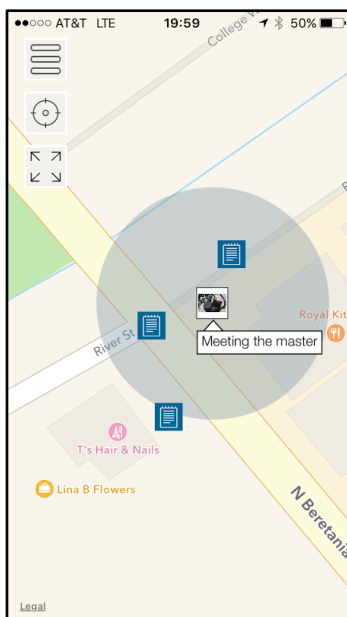 AT&T LTE 19:59 50%
College W
R
Royal Kit
Meeting the master
River St
T's Hair & Nails
Lina B Flowers
N Beretania
Legal